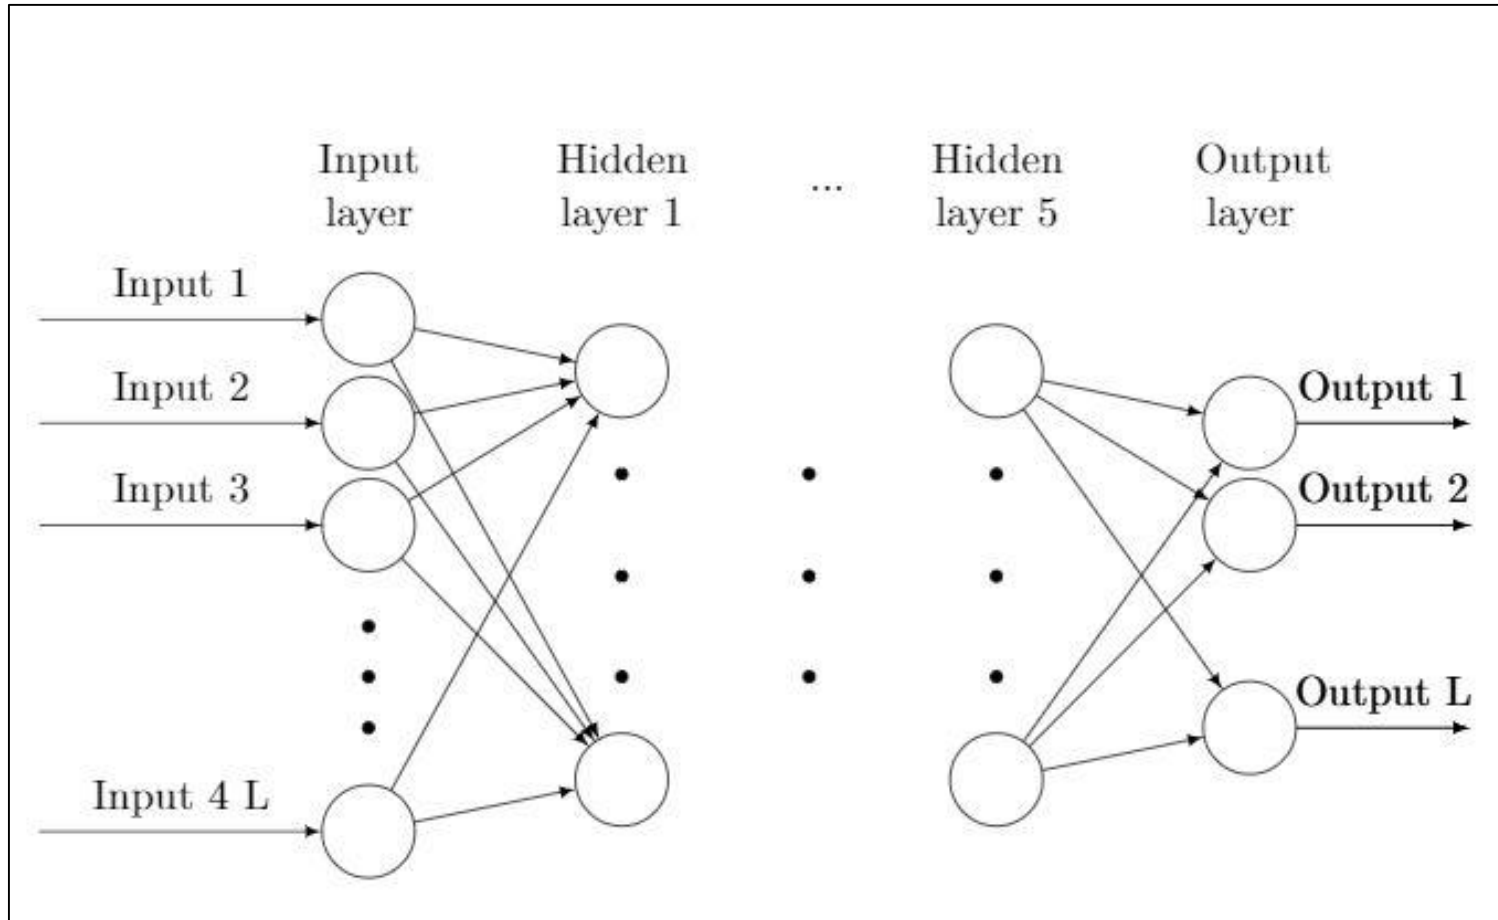 Input
layer
Hidden
layer 1
...
Hidden
layer 5
Output
layer
Input 1
Input 2
Input 3
Input 4 L
Output 1
Output 2
Output L